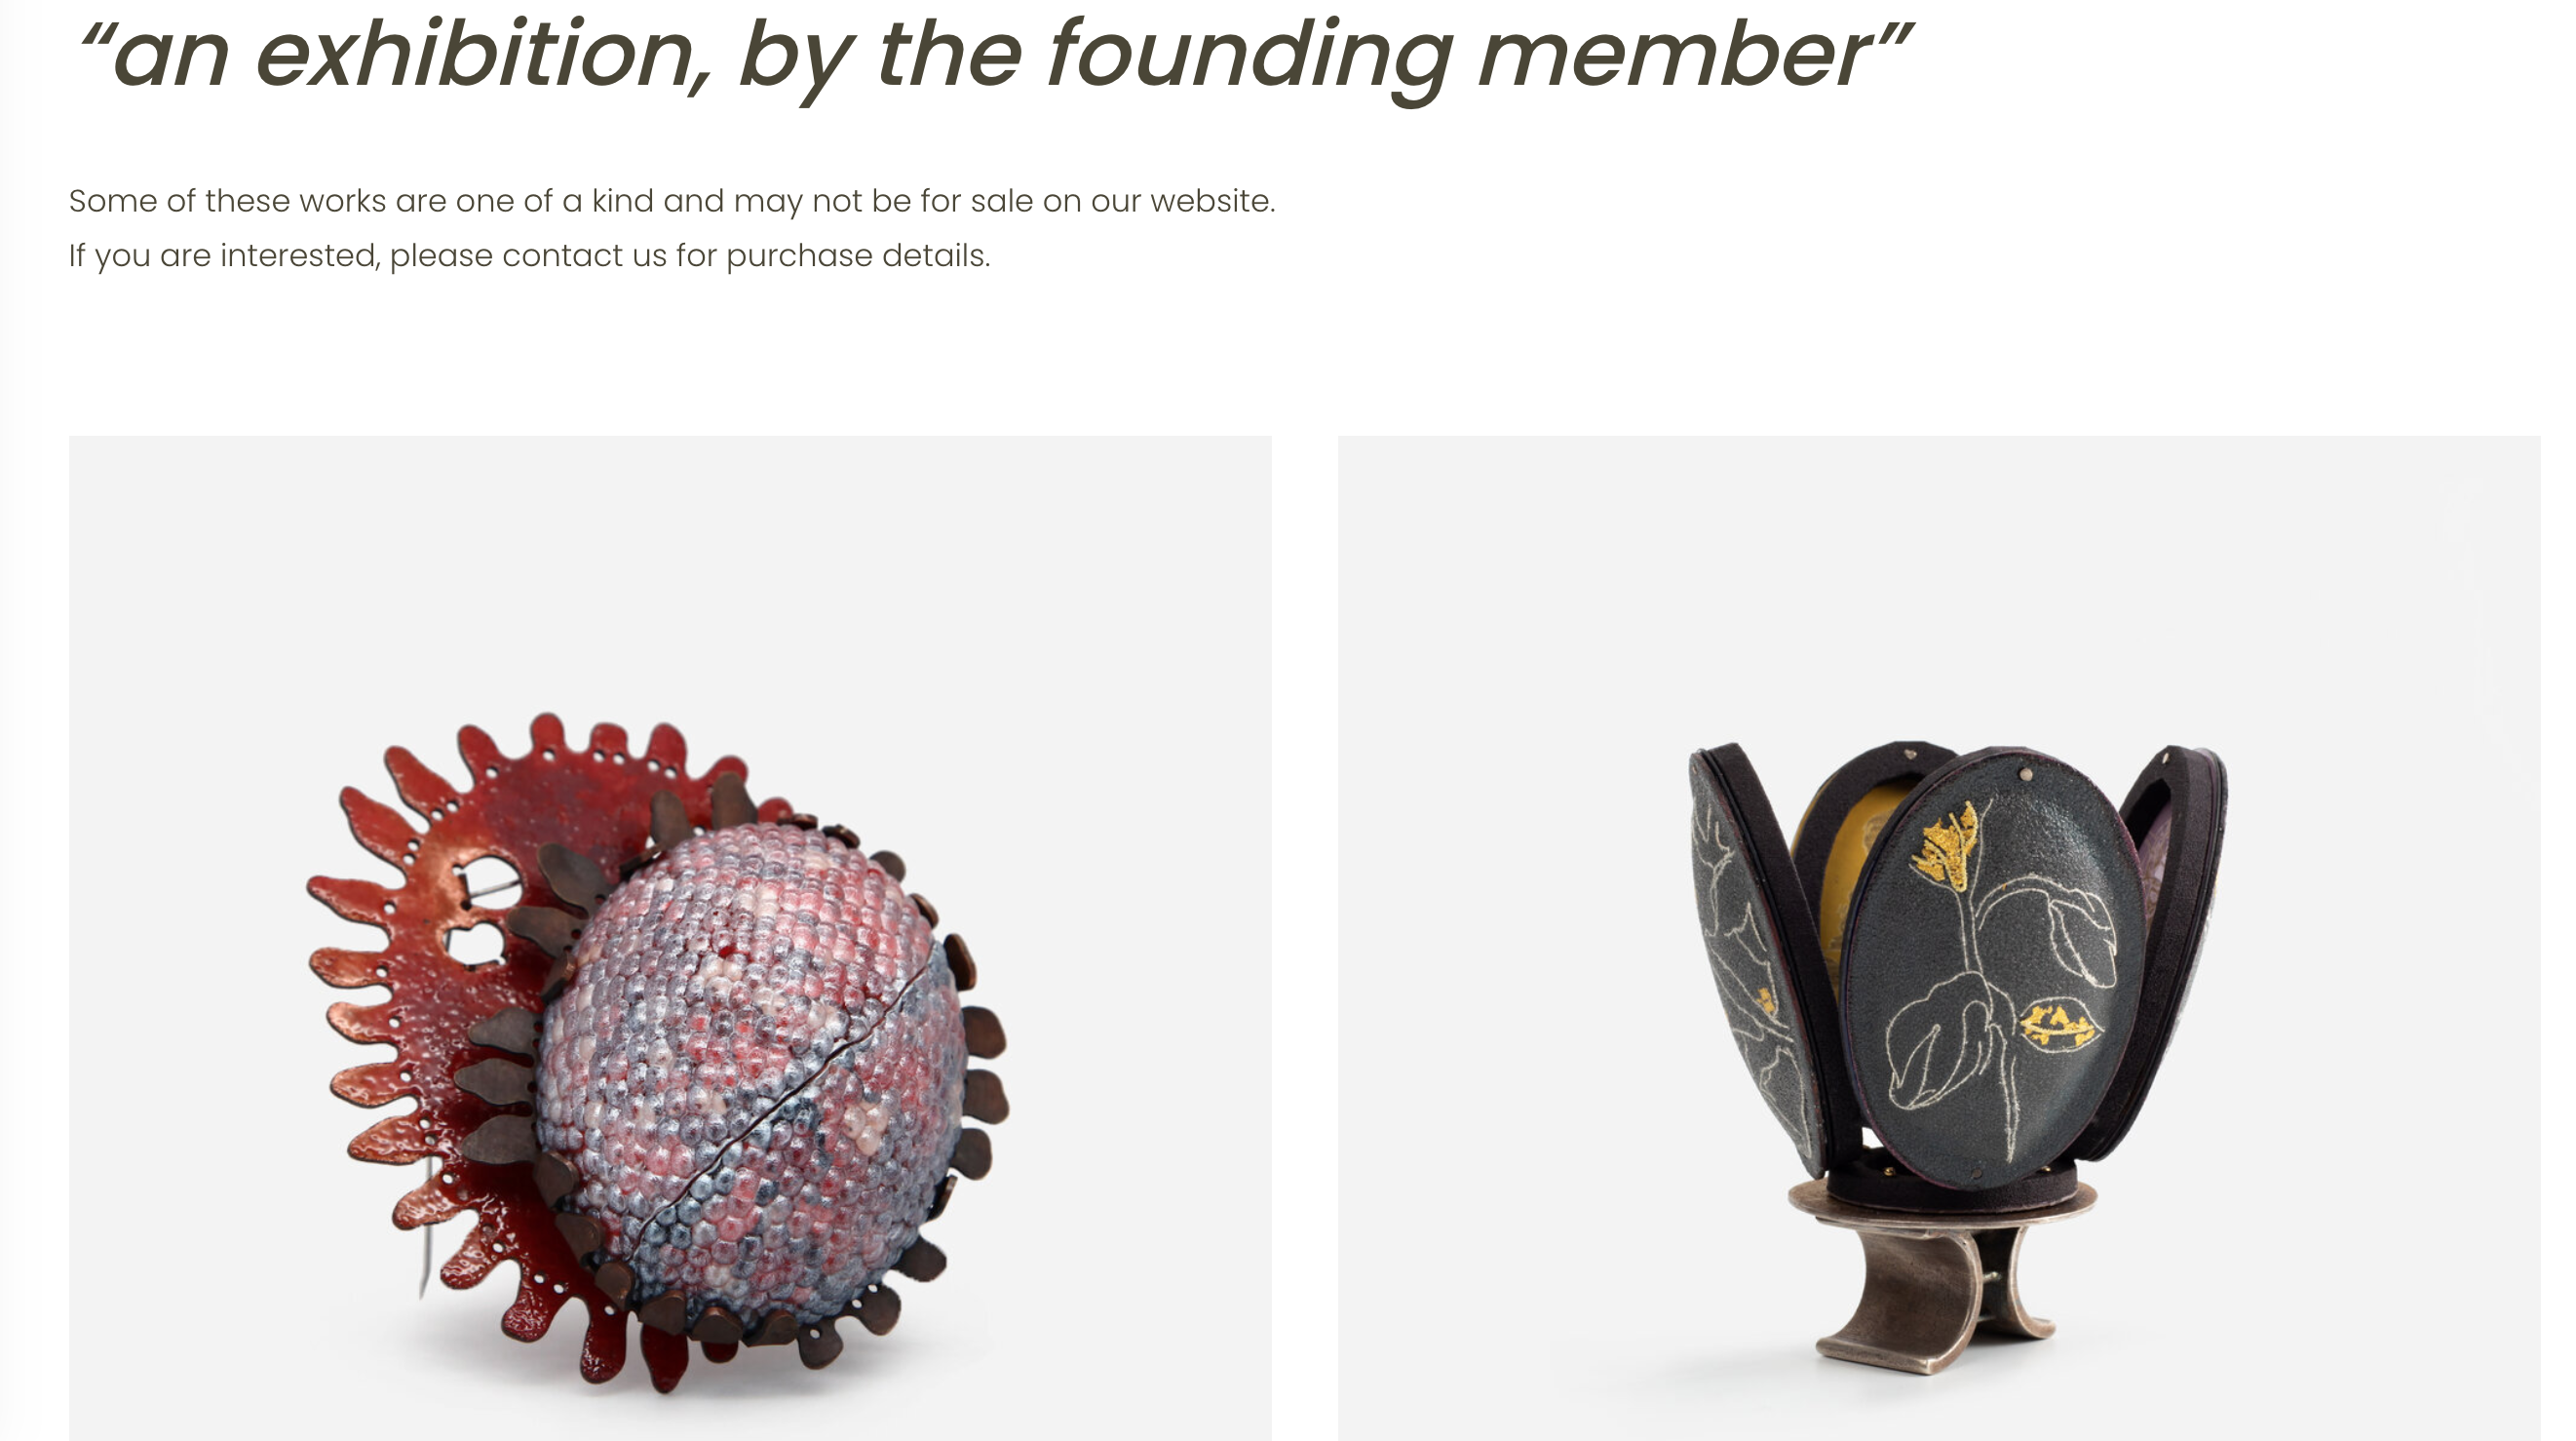 “an exhibition, by the founding member”
Some of these works are one of a kind and may not be for sale on our website.
If you are interested, please contact us for purchase details.